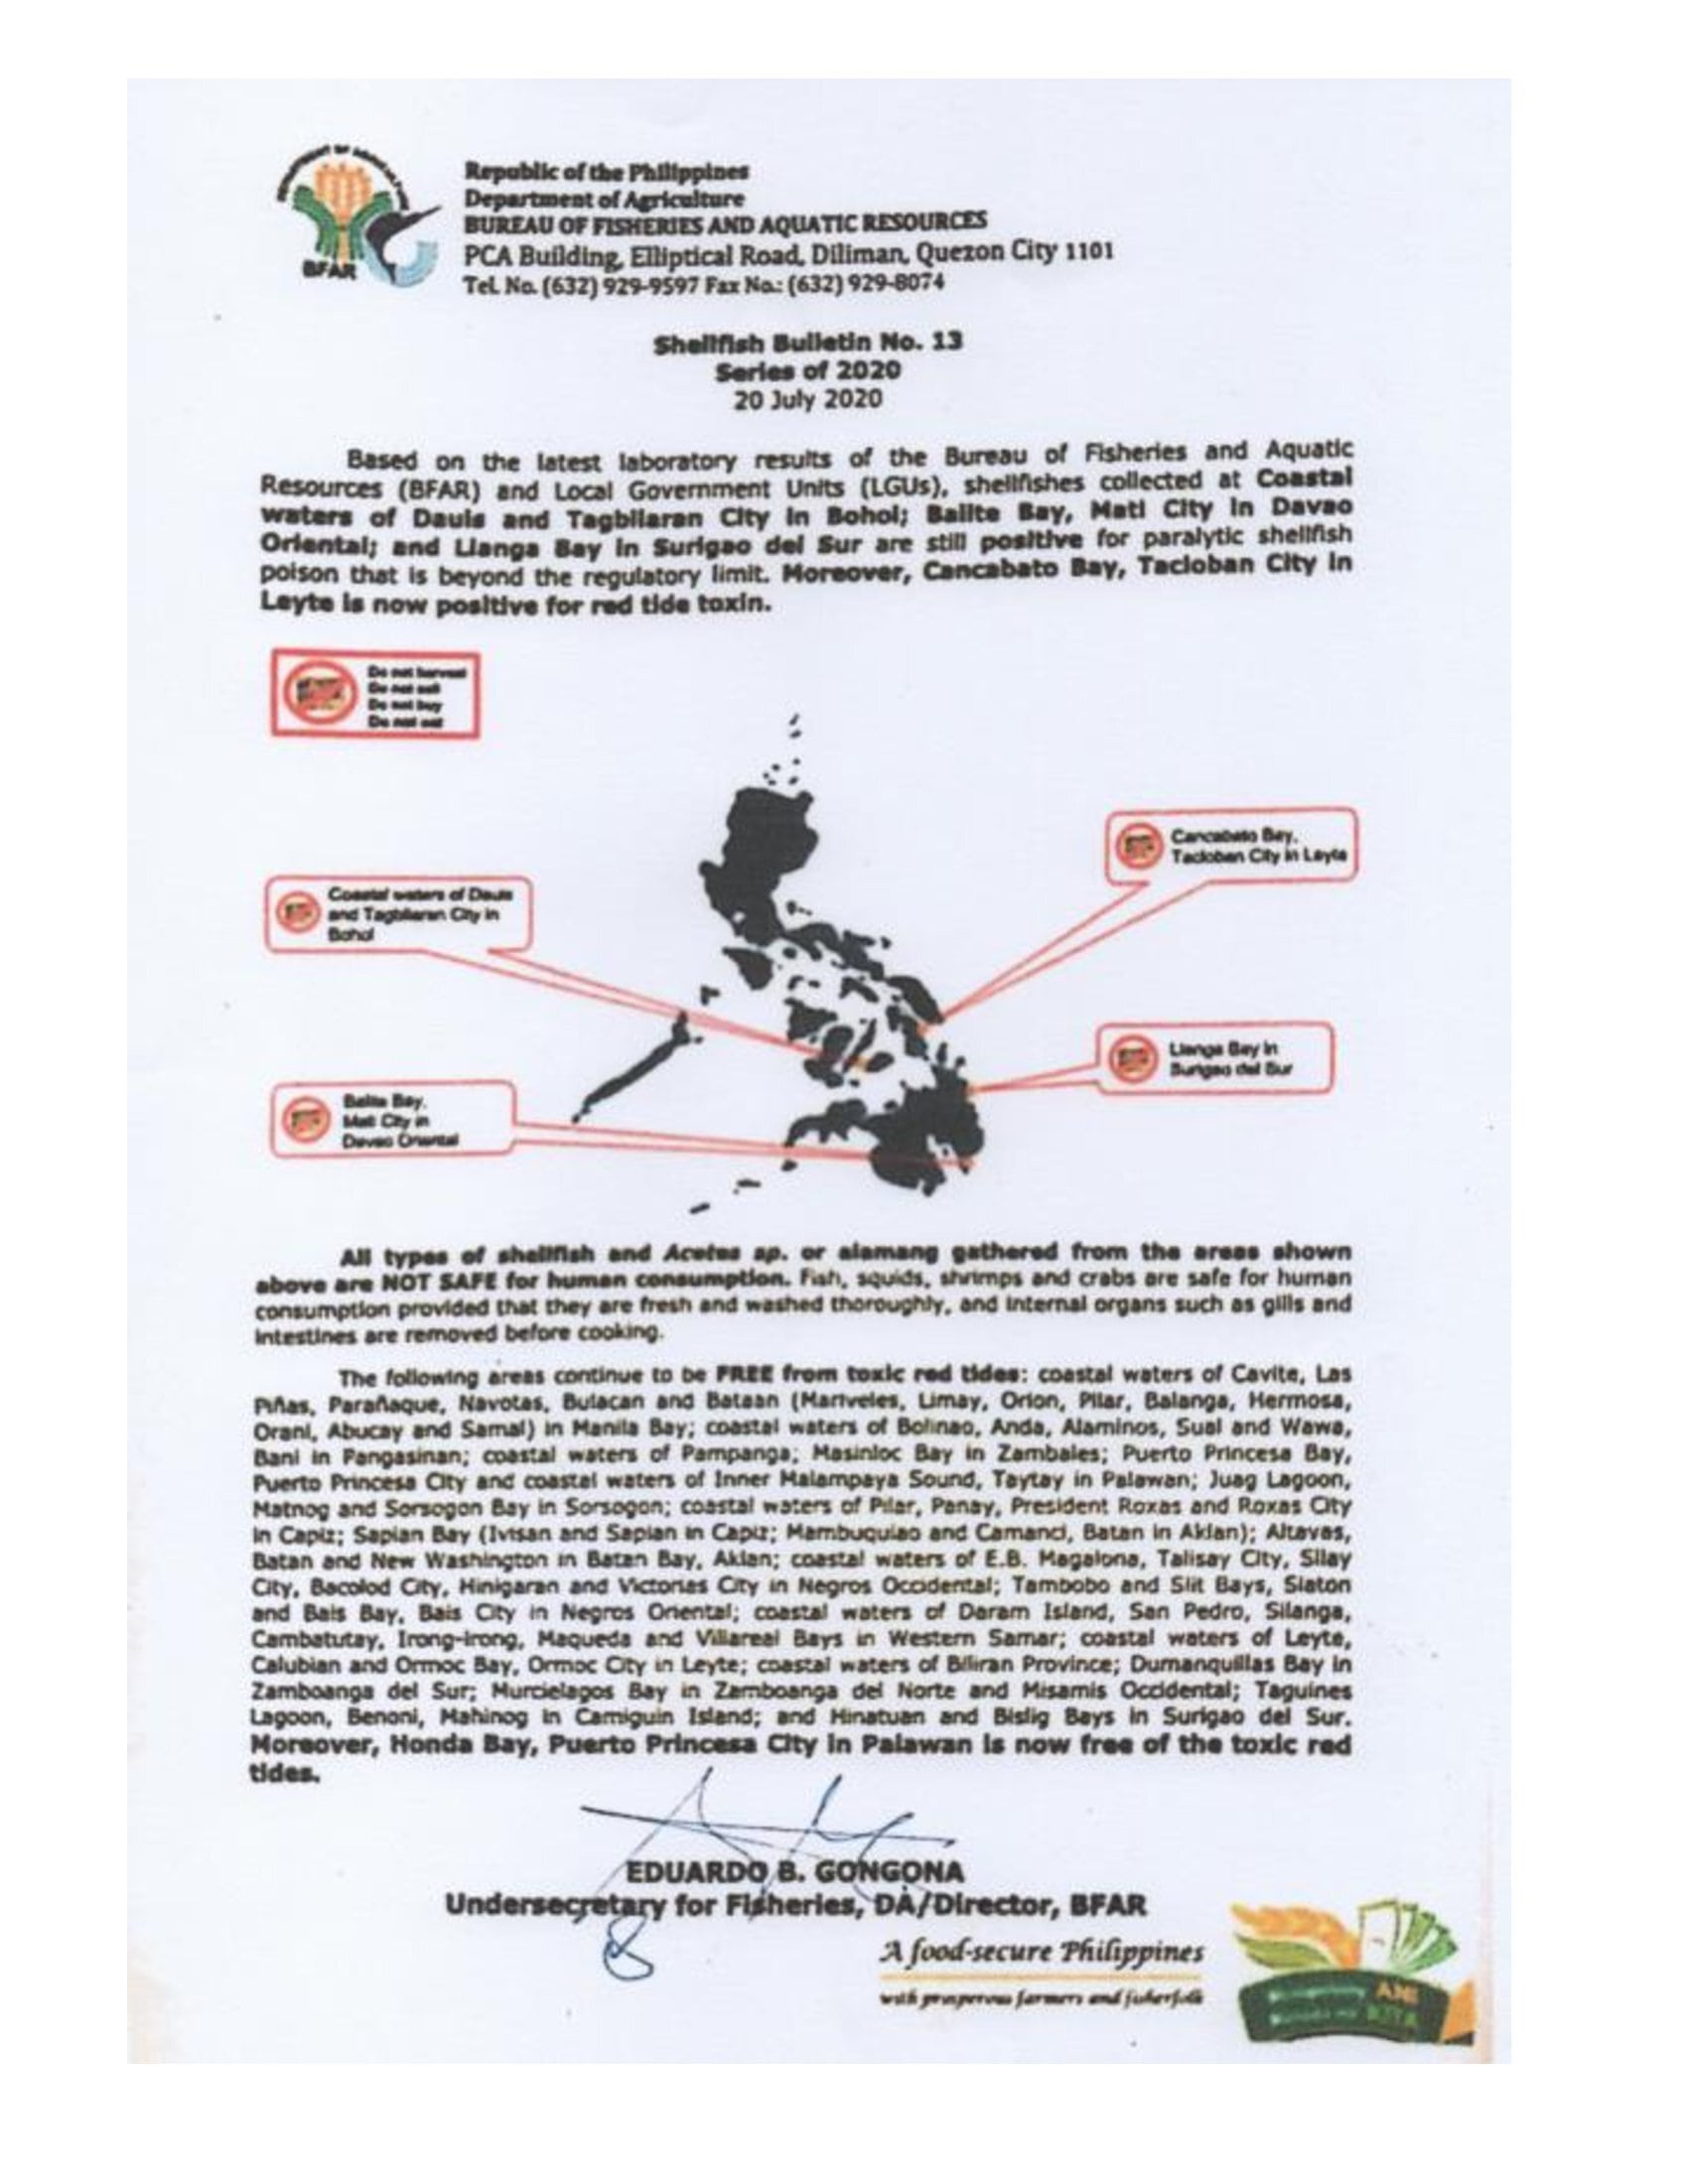 Republic of the Philippines
Department of Agriculture
BUREAU OF FISHERIES AND AQUATIC RESOURCES
PCA Building, Elliptical Road, Diliman, Quezon City 1101
Tel. No. (632) 929-9597 Fax No.: (632) 929-8074
BFAR
Shellfish Bulletin No. 13
Series of 2020
20 July 2020
Based on the latest laboratory results of the Bureau of Fisheries and Aquatic
Resources (BFAR) and Local Government Units (LGUs), shellfishes collected at Coastal
waters of Dauis and Tagbilaran City in Bohol; Balite Bay, Mati City in Davao
Oriental; and Lianga Bay in Surigao del Sur are still positive for paralytic shellfish
poison that is beyond the regulatory limit. Moreover, Cancabato Bay, Tacloban City in
Leyte is now positive for red tide toxin.
Do not harvest
Do not sell
Do not buy
Do not eat
Cancabato Bay,
Tacloban City in Leyte
Coastal waters of Dauis
and Tagbilaran City in
Bohol
Lianga Bay in
Surigao del Sur
Balite Bay,
Mati City in
Davao Oriental
All types of shellfish and Acetes sp. or alamang gathered from the areas shown
above are NOT SAFE for human consumption. Fish, squids, shrimps and crabs are safe for human
consumption provided that they are fresh and washed thoroughly, and internal organs such as gills and
intestines are removed before cooking.
The following areas continue to be FREE from toxic red tides: coastal waters of Cavite, Las
Piñas, Parañaque, Navotas, Bulacan and Bataan (Mariveles, Limay, Orion, Pilar, Balanga, Hermosa,
Orani, Abucay and Samal) in Manila Bay; coastal waters of Bolinao, Anda, Alaminos, Sual and Wawa,
Bani in Pangasinan; coastal waters of Pampanga; Masinloc Bay in Zambales; Puerto Princesa Bay,
Puerto Princesa City and coastal waters of Inner Malampaya Sound, Taytay in Palawan; Juag Lagoon,
Matnog and Sorsogon Bay in Sorsogon; coastal waters of Pilar, Panay, President Roxas and Roxas City
in Capiz; Sapian Bay (Ivisan and Sapian in Capiz; Mambuquiao and Camanci, Batan in Aklan); Altavas,
Batan and New Washington in Batan Bay, Aklan; coastal waters of E.B. Magalona, Talisay City, Silay
City, Bacolod City, Hinigaran and Victorias City in Negros Occidental; Tambobo and Siit Bays, Siaton
and Bais Bay, Bais City in Negros Oriental; coastal waters of Daram Island, San Pedro, Silanga,
Cambatutay, Irong-irong, Maqueda and Villareal Bays in Western Samar; coastal waters of Leyte,
Calubian and Ormoc Bay, Ormoc City in Leyte; coastal waters of Biliran Province; Dumanquillas Bay in
Zamboanga del Sur; Murcielagos Bay in Zamboanga del Norte and Misamis Occidental; Taguines
Lagoon, Benoni, Mahinog in Camiguin Island; and Hinatuan and Bislig Bays in Surigao del Sur.
Moreover, Honda Bay, Puerto Princesa City in Palawan is now free of the toxic red
tides.
EDUARDO B. GONGONA
Undersecretary for Fisheries, DA/Director, BFAR
A food-secure Philippines
with prosperous farmers and fisherfolk
ANI
KITA